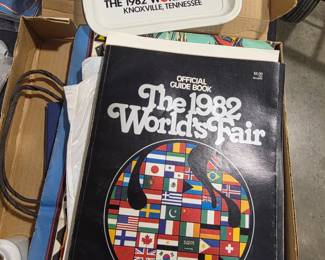 THE 1982
KNOXVILLE, TENNESSEE
OFFICIAL
GUIDE BOOK
The 1982
World's Fair